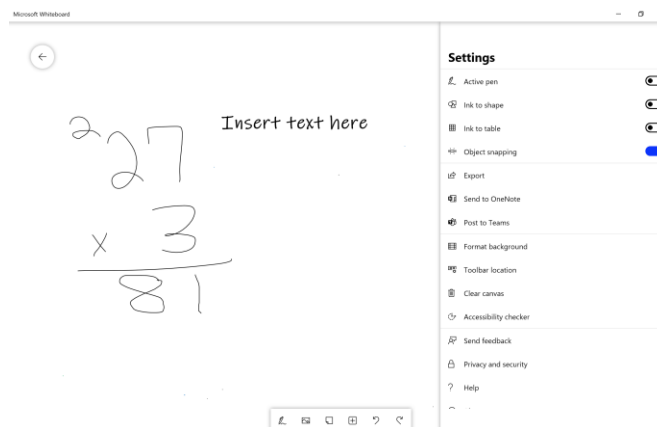 Microsoft Whiteboard
Settings
Active pen
Ink to shape
Ink to table
Object snapping
Export
Send to OneNote
Post to Teams
Format background
Toolbar location
Clear canvas
Accessibility checker
Send feedback
Privacy and security
? Help
Insert text here
2
27
x 3
81